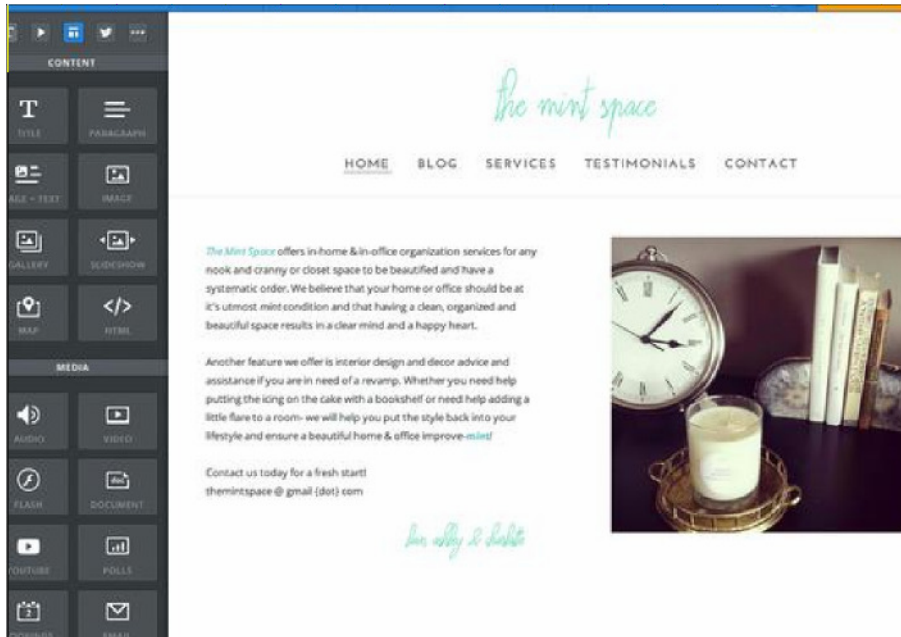 CONTENT
TITLE
PARAGRAPH
AGE + TEXT
IMAGE
GALLERY
SLIDESHOW
MAP
</>
HTML
MEDIA
AUDIO
VIDEO
FLASH
doc
DOCUMENT
YOUTUBE
POLLS
2
EMAIL
the mint space
HOME BLOG SERVICES TESTIMONIALS CONTACT
The Mint Space offers in-home & in-office organization services for any
nook and cranny or closet space to be beautified and have a
systematic order. We believe that your home or office should be at
it's utmost mint condition and that having a clean, organized and
beautiful space results in a clear mind and a happy heart.
Another feature we offer is interior design and decor advice and
assistance if you are in need of a revamp. Whether you need help
putting the icing on the cake with a bookshelf or need help adding a
little flare to a room- we will help you put the style back into your
lifestyle and ensure a beautiful home & office improve-mint!
Contact us today for a fresh start!
themintspace @ gmail {dot} com